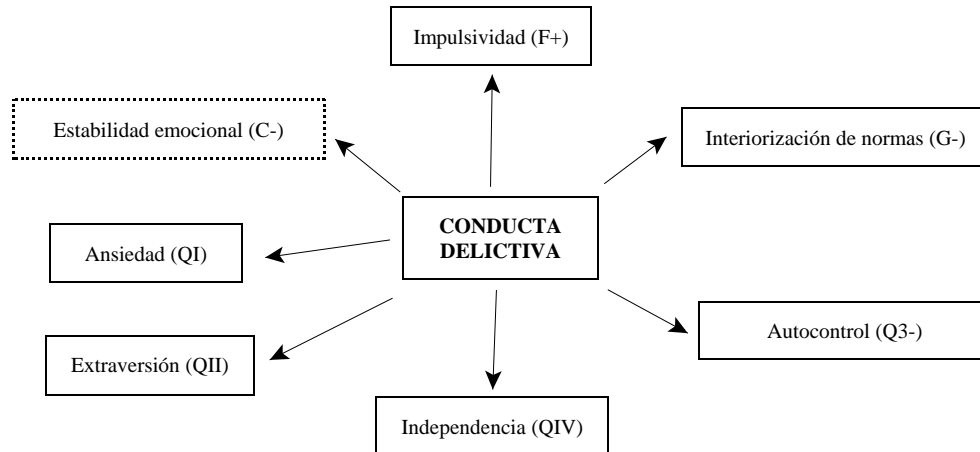 Impulsividad (F+)
Estabilidad emocional (C-)
Interiorización de normas (G-)
CONDUCTA
DELICTIVA
Ansiedad (QI)
Autocontrol (Q3-)
Extraversión (QII)
Independencia (QIV)